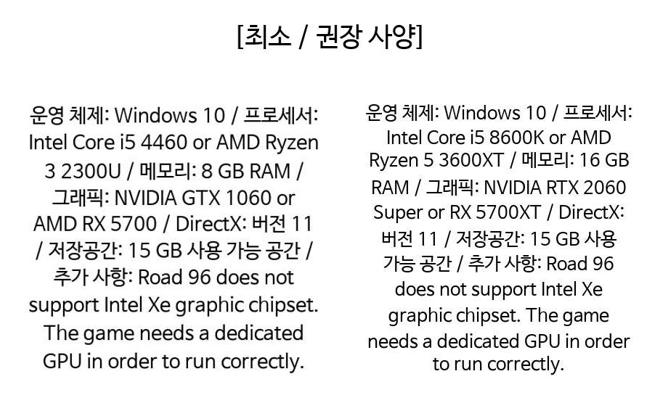 [최소 / 권장 사양]
운영 체제: Windows 10 / 프로세서:
Intel Core i5 4460 or AMD Ryzen
3 2300U / 메모리: 8 GB RAM /
그래픽: NVIDIA GTX 1060 or
AMD RX 5700 / DirectX: 버전 11
/ 저장공간: 15 GB 사용 가능 공간 /
추가 사항: Road 96 does not
support Intel Xe graphic chipset.
The game needs a dedicated
GPU in order to run correctly.
운영 체제: Windows 10 / 프로세서:
Intel Core i5 8600K or AMD
Ryzen 5 3600XT / 메모리: 16 GB
RAM / 그래픽: NVIDIA RTX 2060
Super or RX 5700XT / DirectX:
버전 11 / 저장공간: 15 GB 사용
가능 공간 / 추가 사항: Road 96
does not support Intel Xe
graphic chipset. The game
needs a dedicated GPU in order
to run correctly.